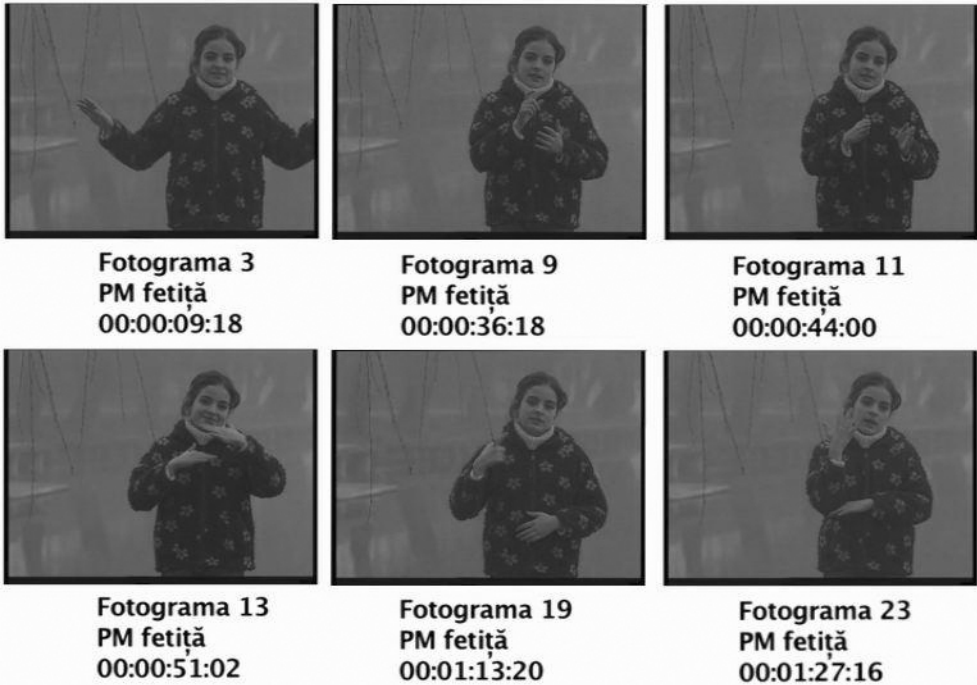 Fotograma 3
PM fetiță
00:00:09:18
Fotograma 9
PM fetiță
00:00:36:18
Fotograma 11
PM fetiță
00:00:44:00
Fotograma 13
PM fetiță
00:00:51:02
Fotograma 19
PM fetiță
00:01:13:20
Fotograma 23
PM fetiță
00:01:27:16